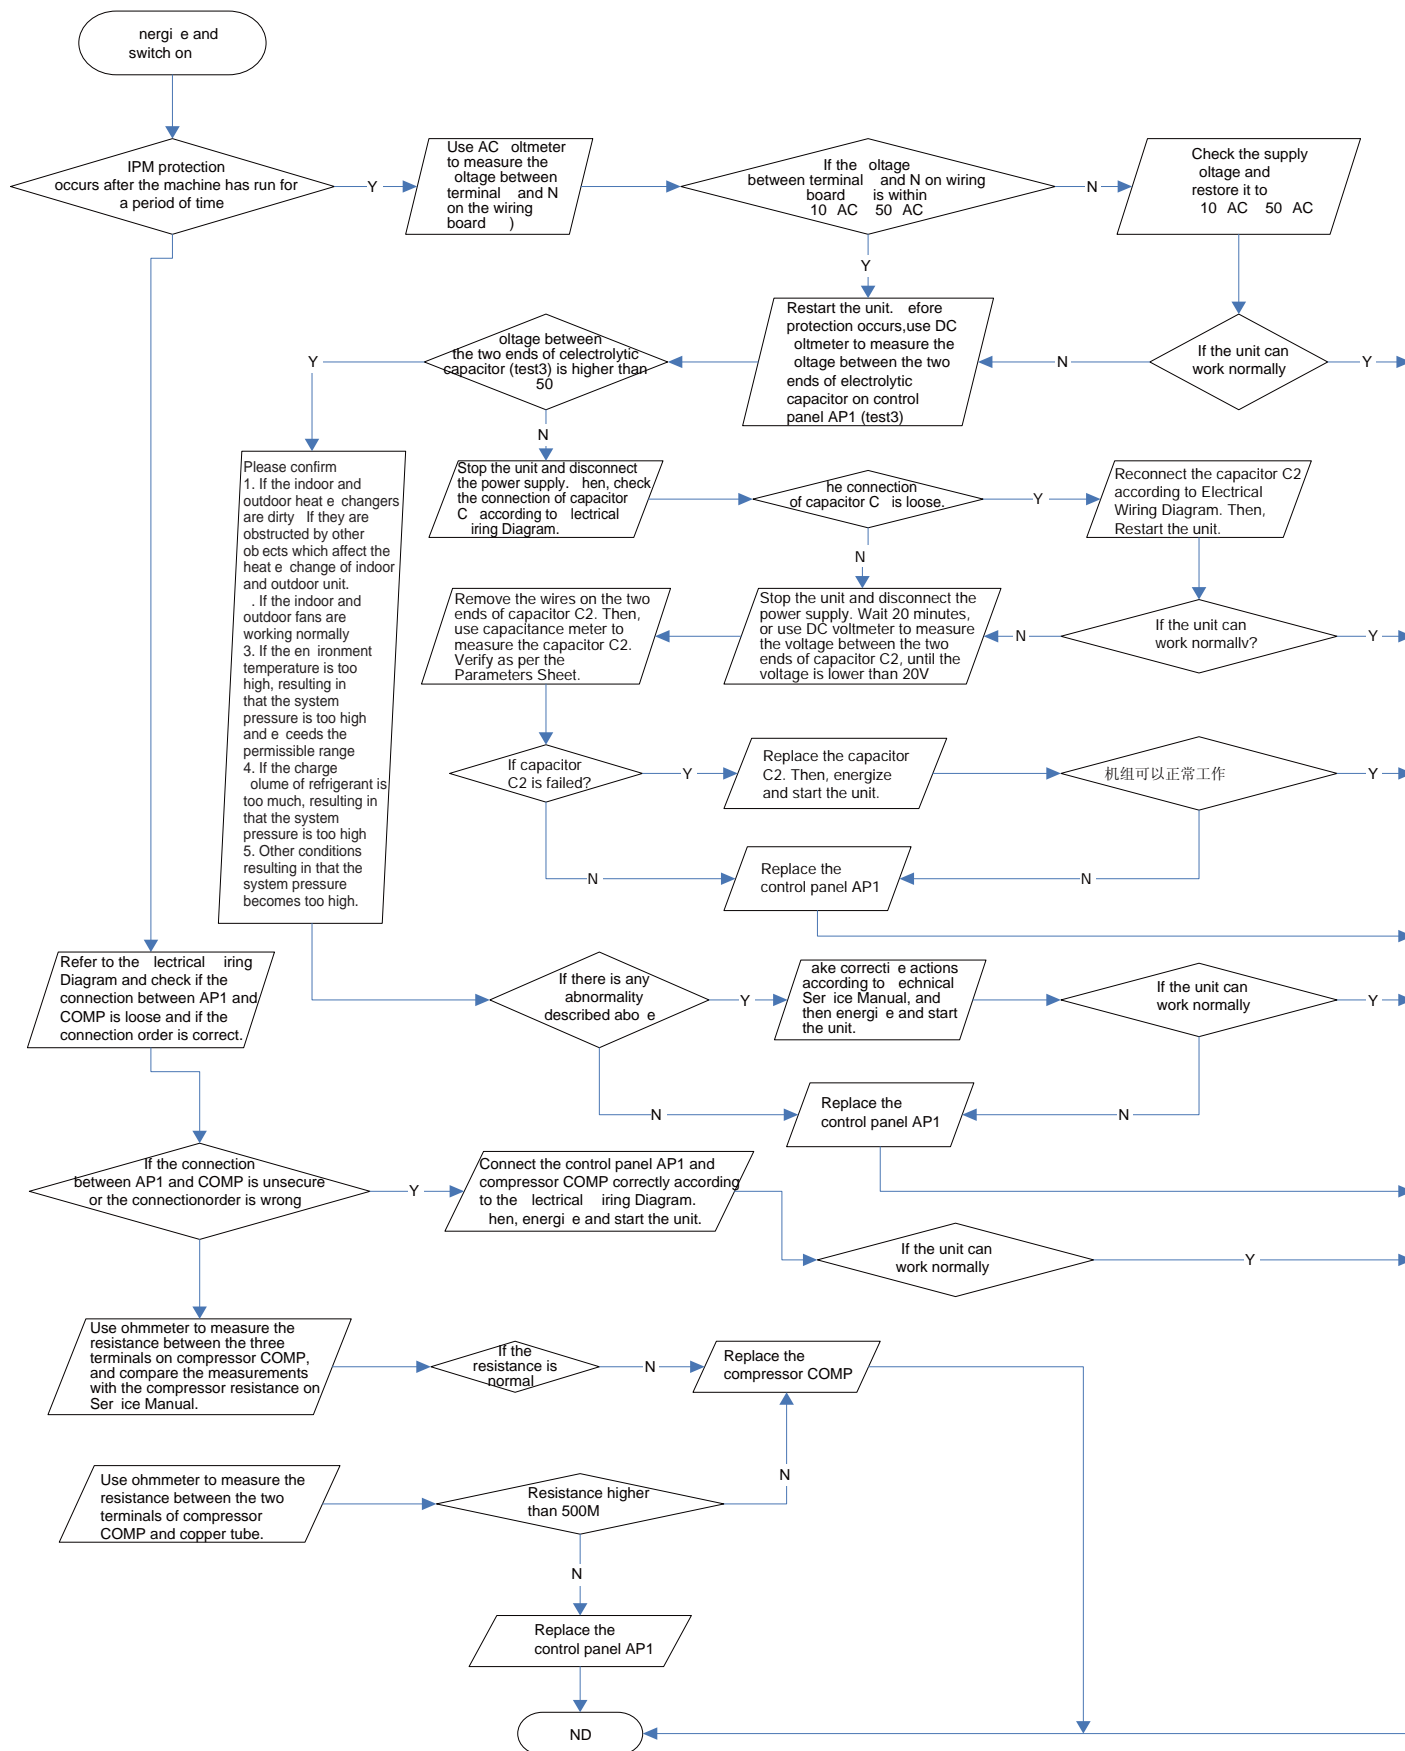 nergi e and
switch on
IPM protection
occurs after the machine has run for
a period of time
Y
Use AC oltmeter
to measure the
oltage between
terminal and N
on the wiring
board )
If the oltage
between terminal and N on wiring
board is within
10 AC 50 AC
N
Check the supply
oltage and
restore it to
10 AC 50 AC
Y
Restart the unit. efore
protection occurs,use DC
oltmeter to measure the
oltage between the two
ends of electrolytic
capacitor on control
panel AP1 (test3)
N
If the unit can
work normally
Y
oltage between
the two ends of celectrolytic
capacitor (test3) is higher than
50
Y
N
Please confirm
1. If the indoor and
outdoor heat e changers
are dirty If they are
obstructed by other
ob ects which affect the
heat e change of indoor
and outdoor unit.
. If the indoor and
outdoor fans are
working normally
3. If the en ironment
temperature is too
high, resulting in
that the system
pressure is too high
and e ceeds the
permissible range
4. If the charge
olume of refrigerant is
too much, resulting in
that the system
pressure is too high
5. Other conditions
resulting in that the
system pressure
becomes too high.
Stop the unit and disconnect
the power supply. hen, check
the connection of capacitor
C according to lectrical
iring Diagram.
he connection
of capacitor C is loose.
Y
Reconnect the capacitor C2
according to Electrical
Wiring Diagram. Then,
Restart the unit.
N
Remove the wires on the two
ends of capacitor C2. Then,
use capacitance meter to
measure the capacitor C2.
Verify as per the
Parameters Sheet.
Stop the unit and disconnect the
power supply. Wait 20 minutes,
or use DC voltmeter to measure
the voltage between the two
ends of capacitor C2, until the
voltage is lower than 20V
N
If the unit can
work normally?
Y
If capacitor
C2 is failed?
Y
Replace the capacitor
C2. Then, energize
and start the unit.
机组可以正常工作
Y
N
Replace the
control panel AP1
N
Refer to the lectrical iring
Diagram and check if the
connection between AP1 and
COMP is loose and if the
connection order is correct.
If there is any
abnormality
described abo e
Y
ake correcti e actions
according to echnical
Ser ice Manual, and
then energi e and start
the unit.
If the unit can
work normally
Y
N
Replace the
control panel AP1
N
If the connection
between AP1 and COMP is unsecure
or the connectionorder is wrong
Y
Connect the control panel AP1 and
compressor COMP correctly according
to the lectrical iring Diagram.
hen, energi e and start the unit.
If the unit can
work normally
Y
Use ohmmeter to measure the
resistance between the three
terminals on compressor COMP,
and compare the measurements
with the compressor resistance on
Ser ice Manual.
If the
resistance is
normal
N
Replace the
compressor COMP
Use ohmmeter to measure the
resistance between the two
terminals of compressor
COMP and copper tube.
Resistance higher
than 500M
N
N
Replace the
control panel AP1
ND